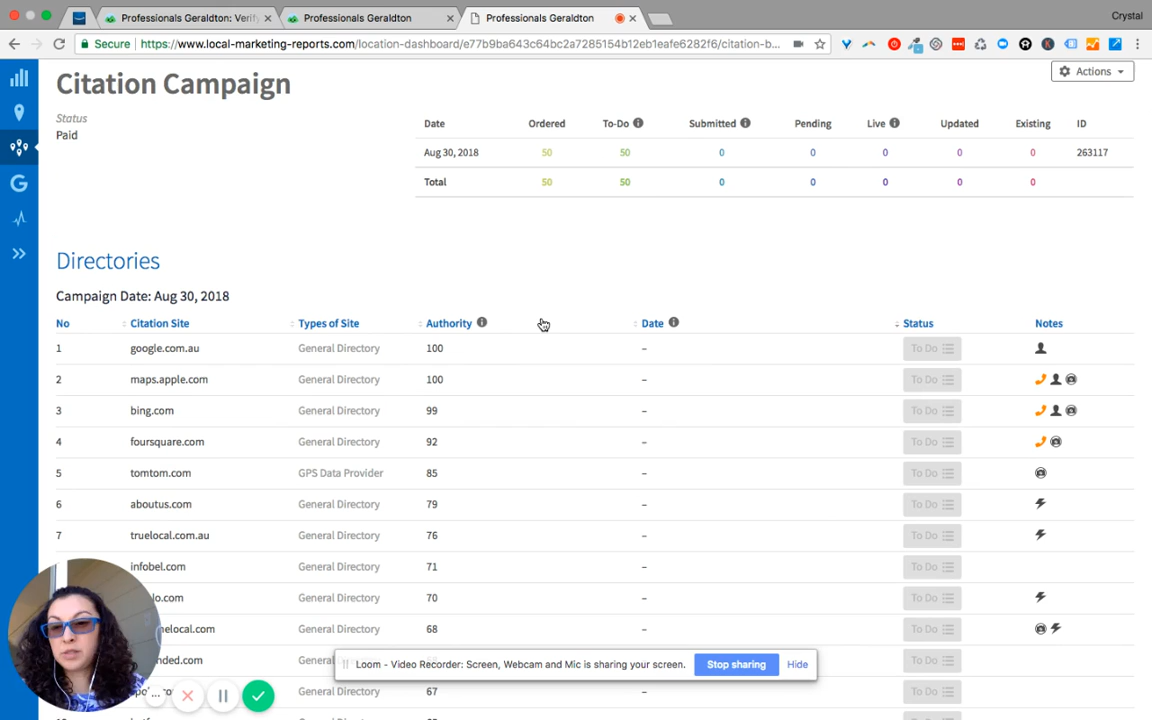 Professionals Geraldton: Verif
Professionals Geraldton
Professionals Geraldton
Crystal
Secure
https://www.local-marketing-reports.com/location-dashboard/e77b9ba643c64bc2a7285154b12eb1eafe6282f6/citation-b...
Citation Campaign
Actions
Status
Paid
Date Ordered To-Do Submitted Pending Live Updated Existing ID
Aug 30, 2018 50 50 0 0 0 0 0 263117
Total 50 50 0 0 0 0 0
Directories
Campaign Date: Aug 30, 2018
No Citation Site Types of Site Authority Date Status Notes
1 google.com.au General Directory 100 – To Do
2 maps.apple.com General Directory 100 – To Do
3 bing.com General Directory 99 – To Do
4 foursquare.com General Directory 92 – To Do
5 tomtom.com GPS Data Provider 85 – To Do
6 aboutus.com General Directory 79 – To Do
7 truelocal.com.au General Directory 76 – To Do
infobel.com General Directory 71 – To Do
.com General Directory 70 – To Do
elocal.com General Directory 68 – To Do
nded.com General To Do
67 – To Do
Loom - Video Recorder: Screen, Webcam and Mic is sharing your screen.
Stop sharing
Hide